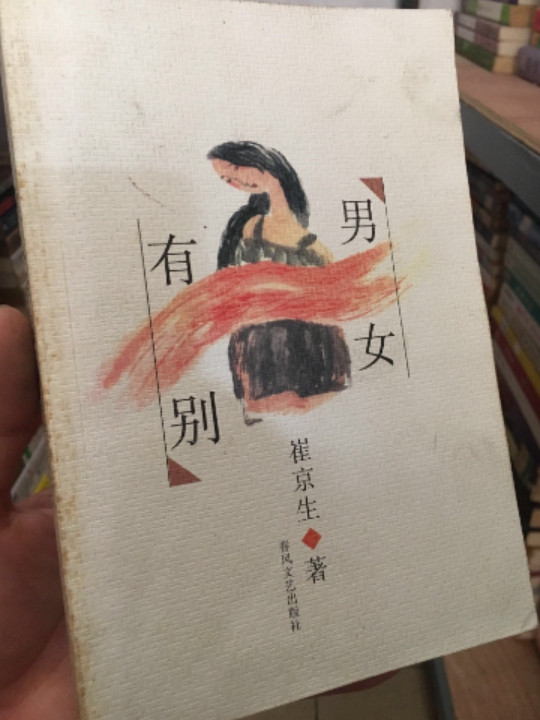 男女
有别
崔京生 著
春风文艺出版社